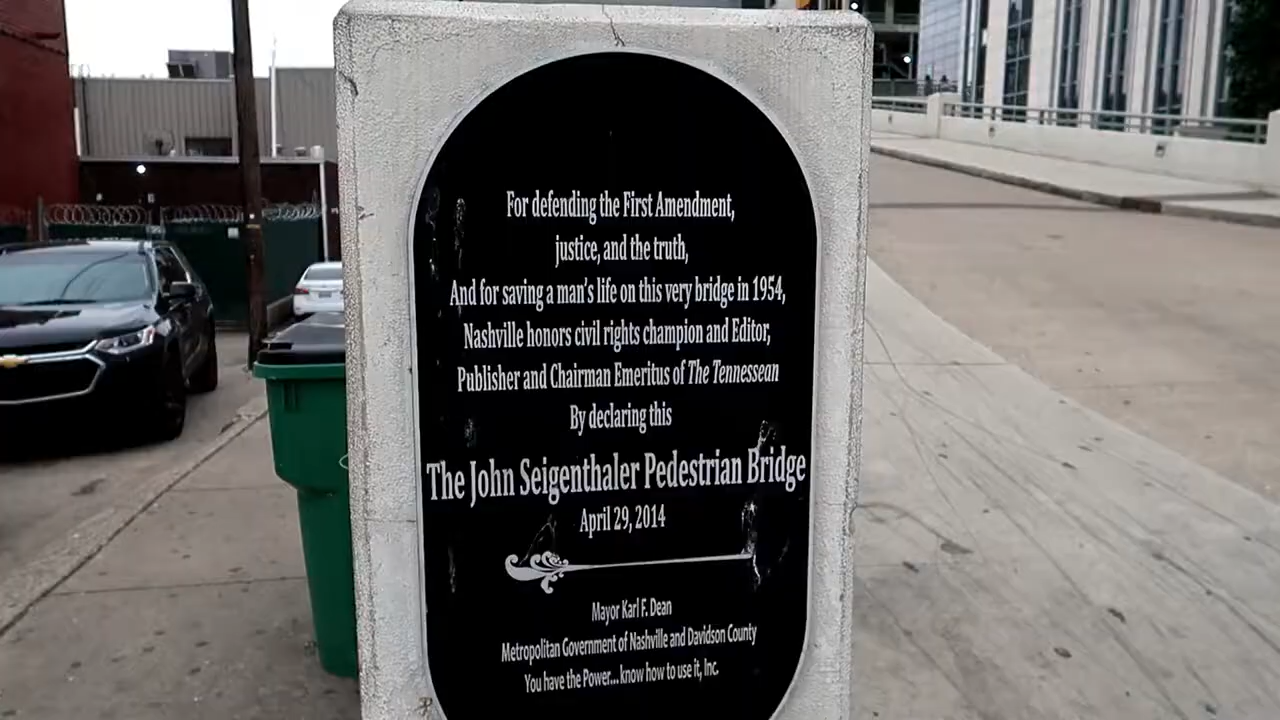 For defending the First Amendment,
justice, and the truth,
And for saving a man's life on this very bridge in 1954,
Nashville honors civil rights champion and Editor,
Publisher and Chairman Emeritus of The Tennessean
By declaring this
The John Seigenthaler Pedestrian Bridge
April 29, 2014
Mayor Karl F. Dean
Metropolitan Government of Nashville and Davidson County
You have the Power... know how to use it, Inc.